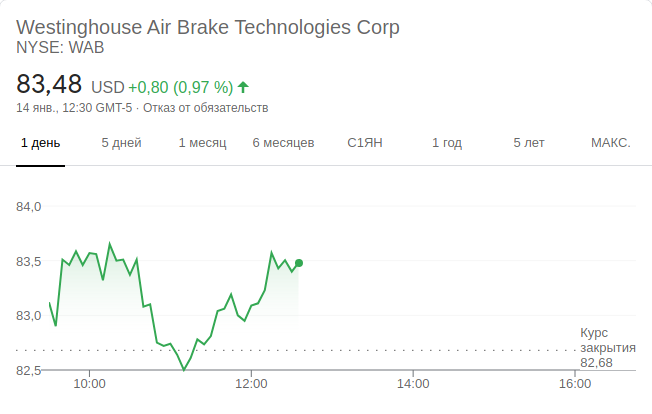 Westinghouse Air Brake Technologies Corp
NYSE: WAB
83,48 USD +0,80 (0,97 %)
14 янв., 12:30 GMT-5 · Отказ от обязательств
1 день 5 дней 1 месяц 6 месяцев С1ЯН 1 год 5 лет МАКС.
84,0
83,5
83,0
Курс
закрытия
82,68
82,5
10:00 12:00 14:00 16:00